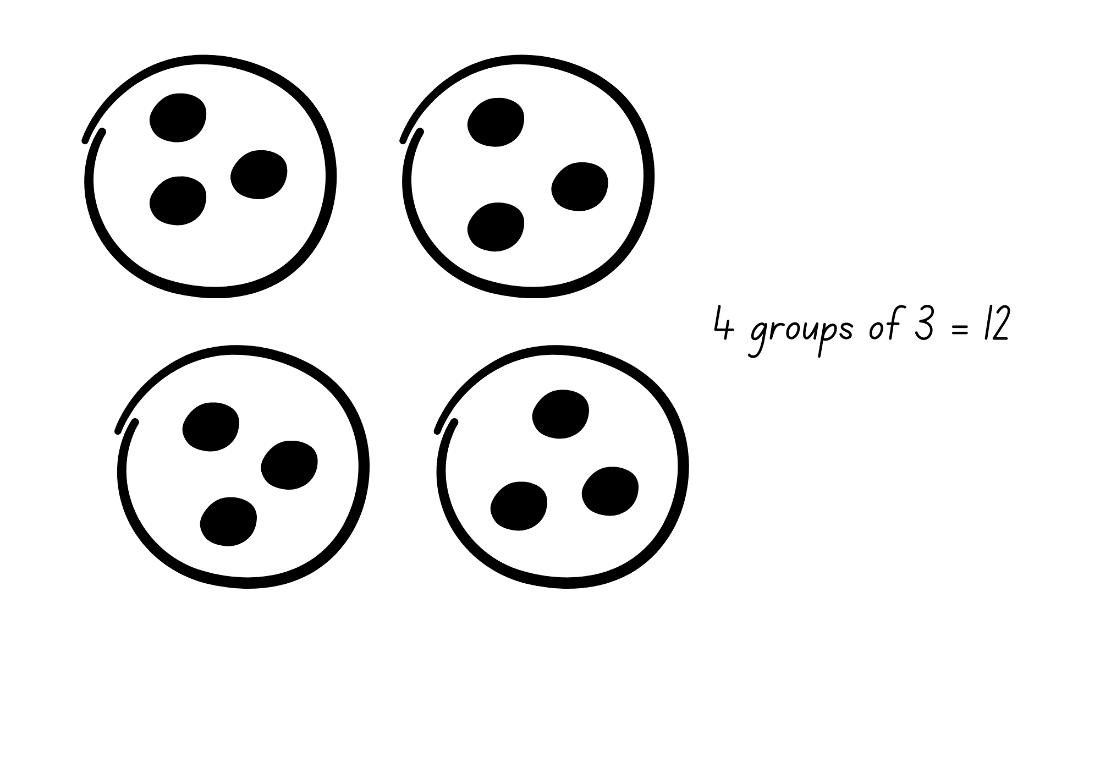 4 groups of 3 = 12